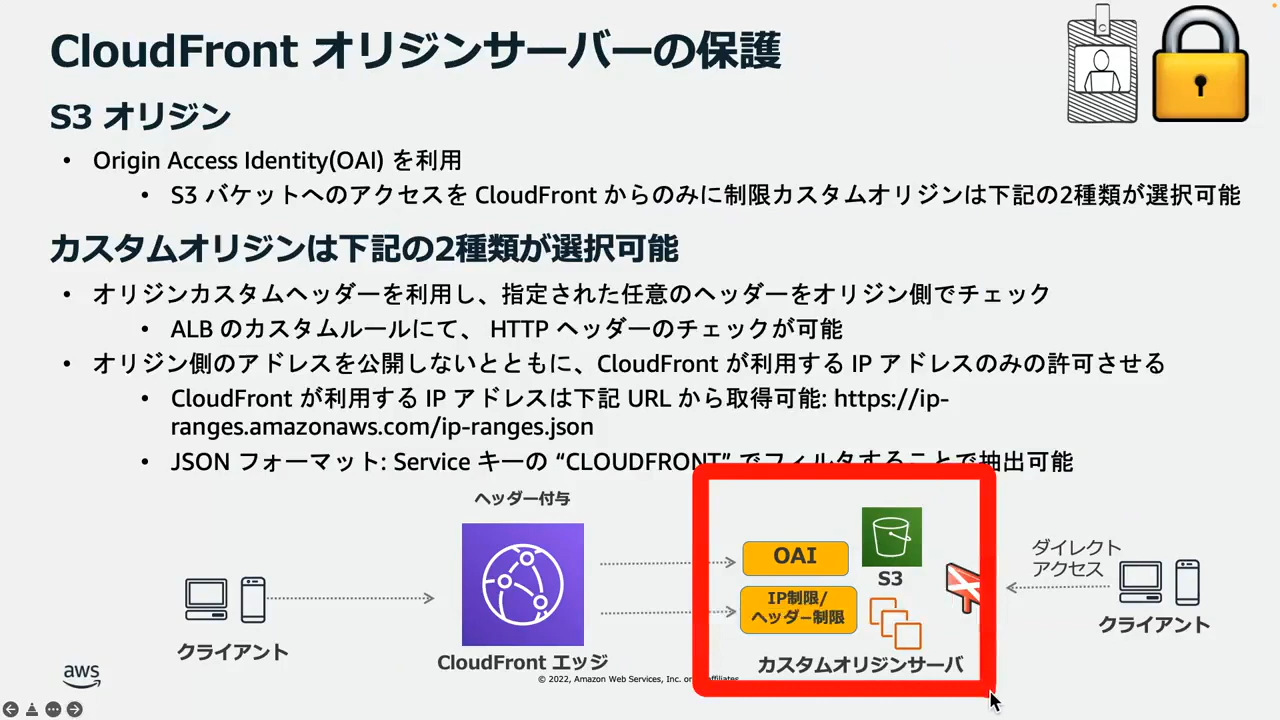 CloudFront オリジンサーバーの保護
S3 オリジン
• Origin Access Identity(OAI) を利用
• S3 バケットへのアクセスを CloudFront からのみに制限カスタムオリジンは下記の2種類が選択可能
カスタムオリジンは下記の2種類が選択可能
• オリジンカスタムヘッダーを利用し、指定された任意のヘッダーをオリジン側でチェック
• ALB のカスタムルールにて、 HTTP ヘッダーのチェックが可能
• オリジン側のアドレスを公開しないとともに、CloudFront が利用する IP アドレスのみの許可させる
• CloudFront が利用する IP アドレスは下記 URL から取得可能: https://ip-
ranges.amazonaws.com/ip-ranges.json
• JSON フォーマット: Service キーの “CLOUDFRONT” でフィルタすることで抽出可能
ヘッダー付与
OAI
S3
IP制限/
ヘッダー制限
ダイレクト
アクセス
クライアント
CloudFront エッジ
カスタムオリジンサーバ
クライアント
aws
© 2022, Amazon Web Services, Inc. or affiliates.